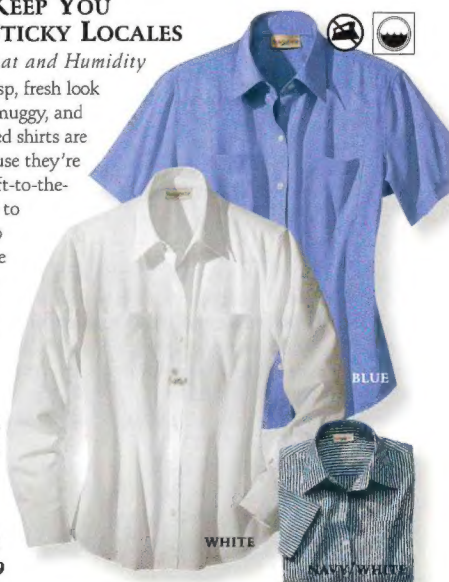 KEEP YOU
TICKY LOCALES
at and Humidity
sp, fresh look
muggy, and
ed shirts are
use they're
ft-to-the-
to
BLUE
WHITE
NAVY/WHITE